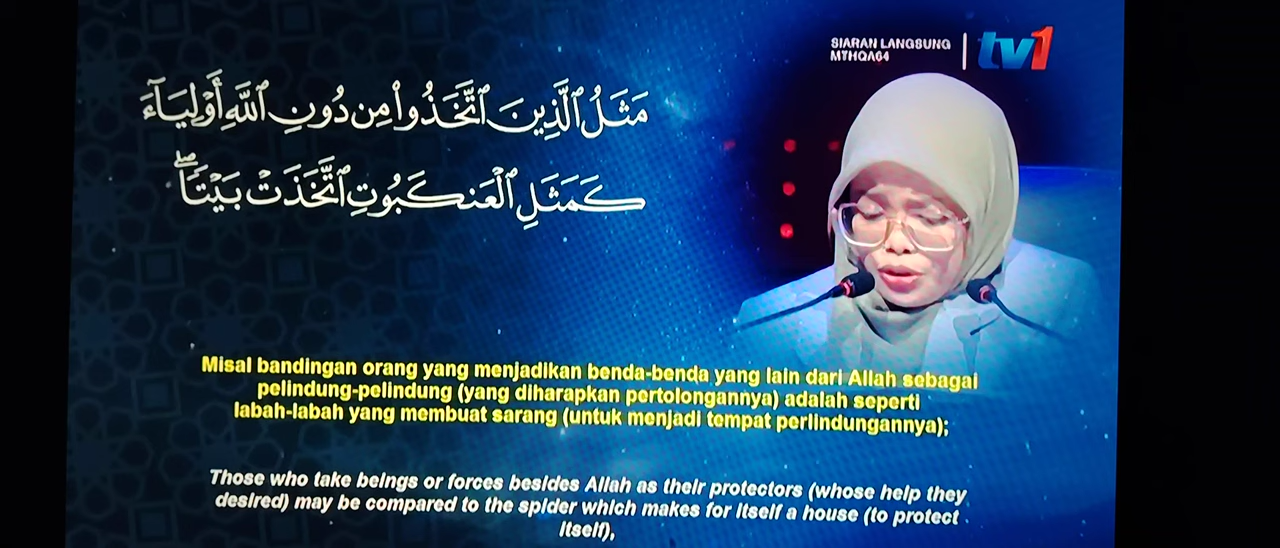 SIARAN LANGSUNG
MTHQA64
tv1
مَثَلُ ٱلَّذِينَ ٱتَّخَذُوا۟ مِن دُونِ ٱللَّهِ أَوْلِيَآءَ
كَمَثَلِ ٱلْعَنكَبُوتِ ٱتَّخَذَتْ بَيْتًۭا ۖ
Misal bandingan orang yang menjadikan benda-benda yang lain dari Allah sebagai
pelindung-pelindung (yang diharapkan pertolongannya) adalah seperti
labah-labah yang membuat sarang (untuk menjadi tempat perlindungannya);
Those who take beings or forces besides Allah as their protectors (whose help they
desired) may be compared to the spider which makes for itself a house (to protect
itself),